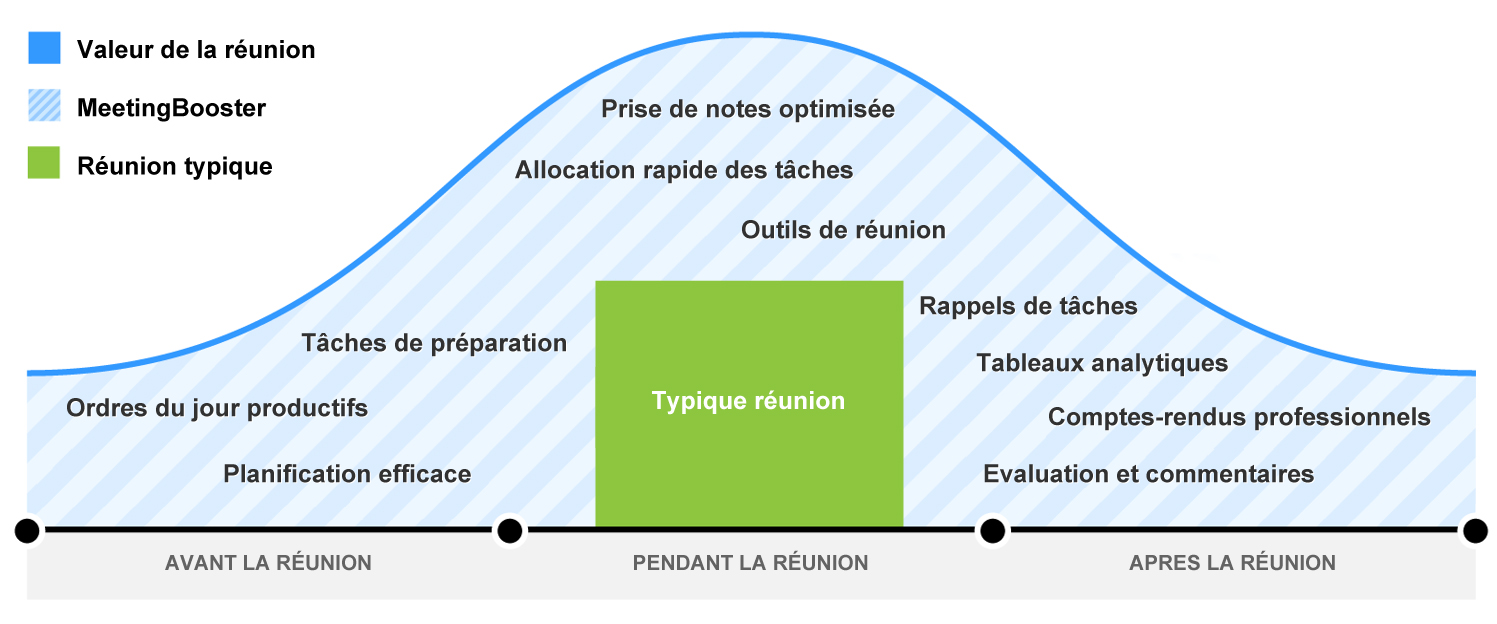 Valeur de la réunion
MeetingBooster
Réunion typique
Prise de notes optimisée
Allocation rapide des tâches
Outils de réunion
Rappels de tâches
Tâches de préparation
Tableaux analytiques
Typique réunion
Ordres du jour productifs
Comptes-rendus professionnels
Planification efficace
Evaluation et commentaires
AVANT LA RÉUNION
PENDANT LA RÉUNION
APRES LA RÉUNION